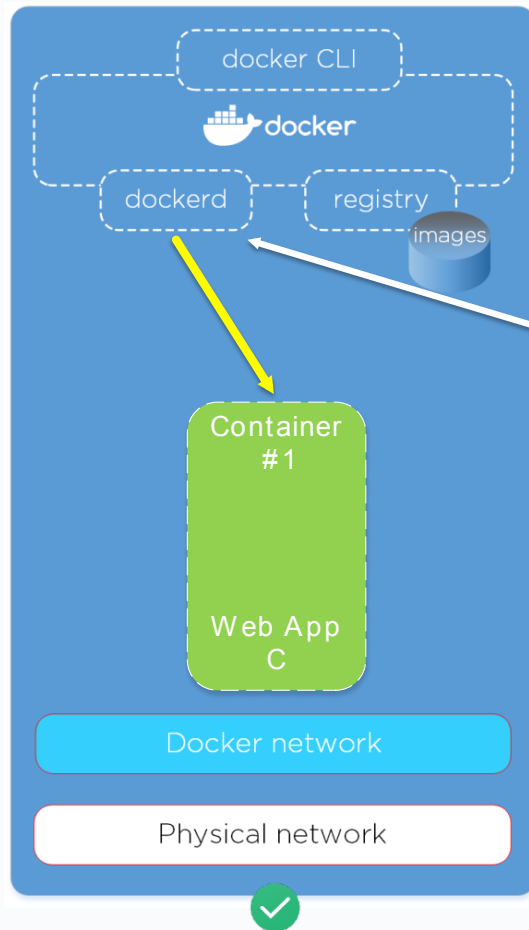 docker CLI
docker
dockerd
registry
images
Container
#1
Web App
C
Docker network
Physical network